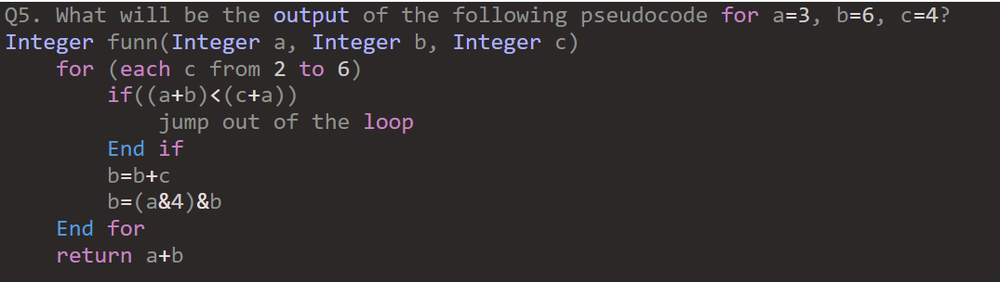 Q5. What will be the output of the following pseudocode for a=3, b=6, c=4?
Integer funn(Integer a, Integer b, Integer c)
    for (each c from 2 to 6)
        if((a+b)<(c+a))
            jump out of the loop
        End if
        b=b+c
        b=(a&4)&b
    End for
    return a+b